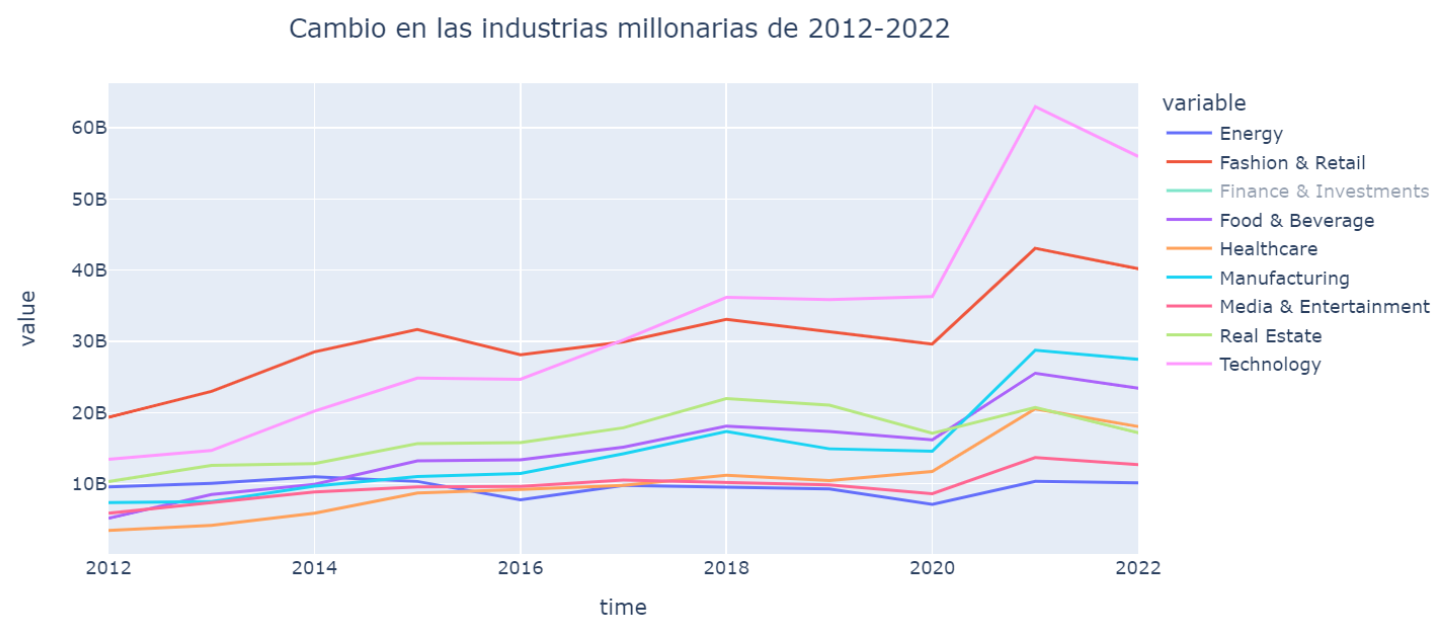 Cambio en las industrias millonarias de 2012-2022
variable
Energy
Fashion & Retail
Finance & Investments
Food & Beverage
Healthcare
Manufacturing
Media & Entertainment
Real Estate
Technology
value
60B
50B
40B
30B
20B
10B
2012
2014
2016
2018
2020
2022
time